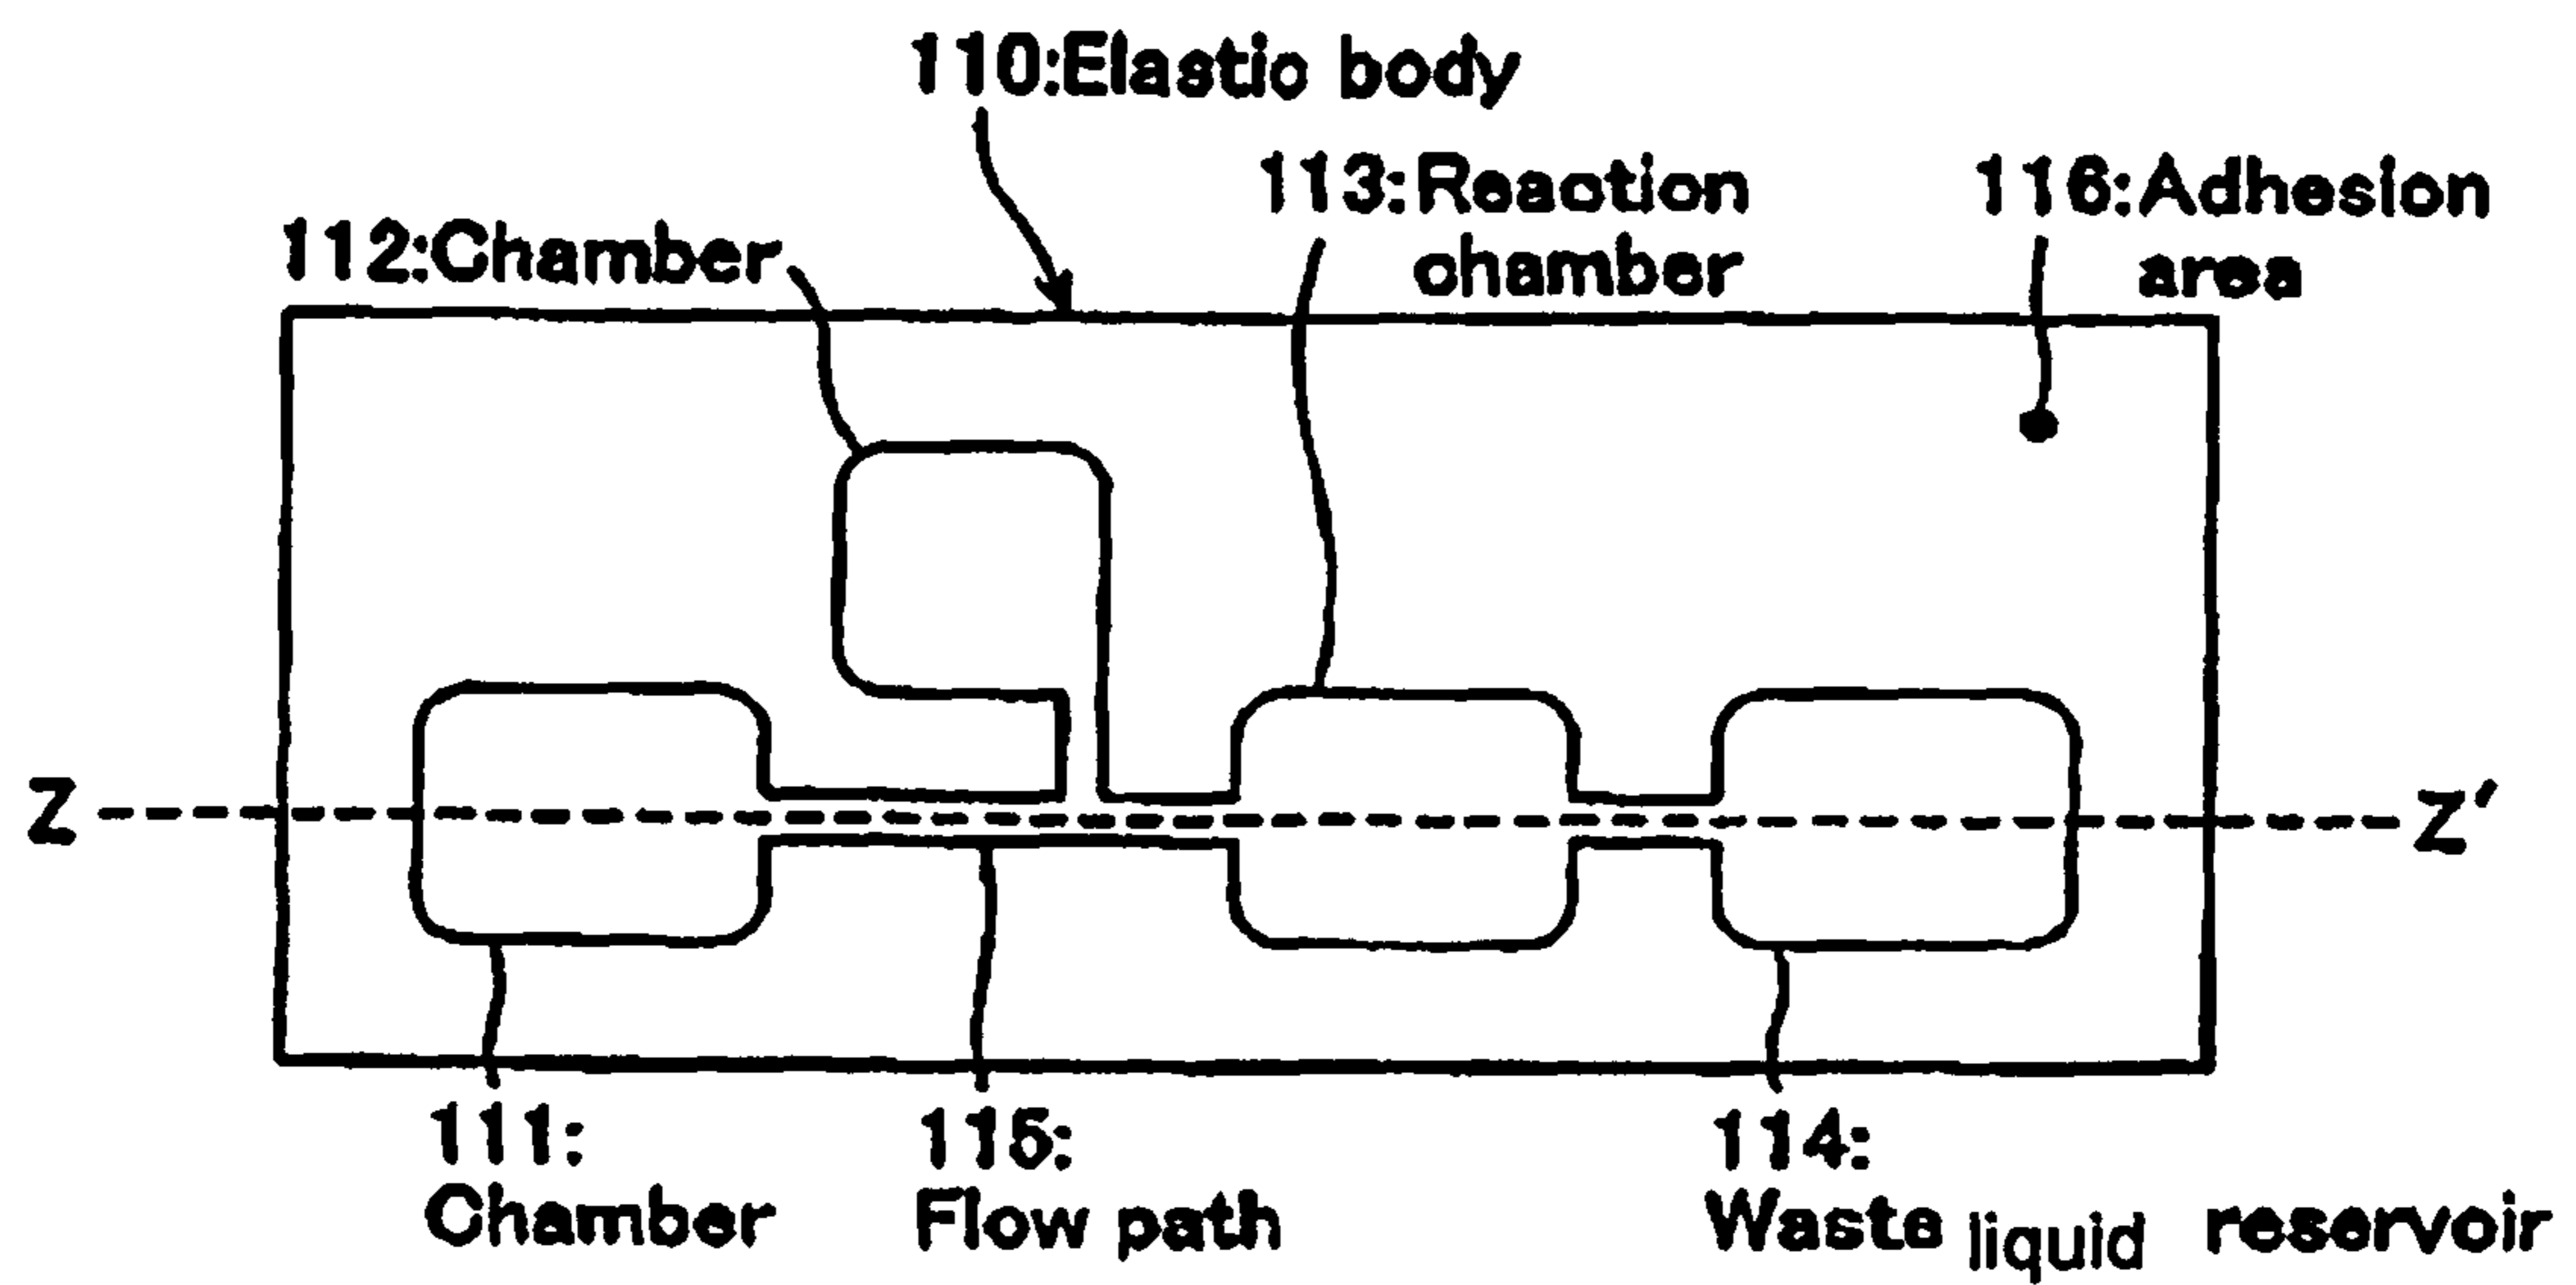 110:Elastic body
113:Reaction
chamber
116:Adhesion
area
112:Chamber
Z
Z'
111:
Chamber
115:
Flow path
114:
Waste liquid reservoir